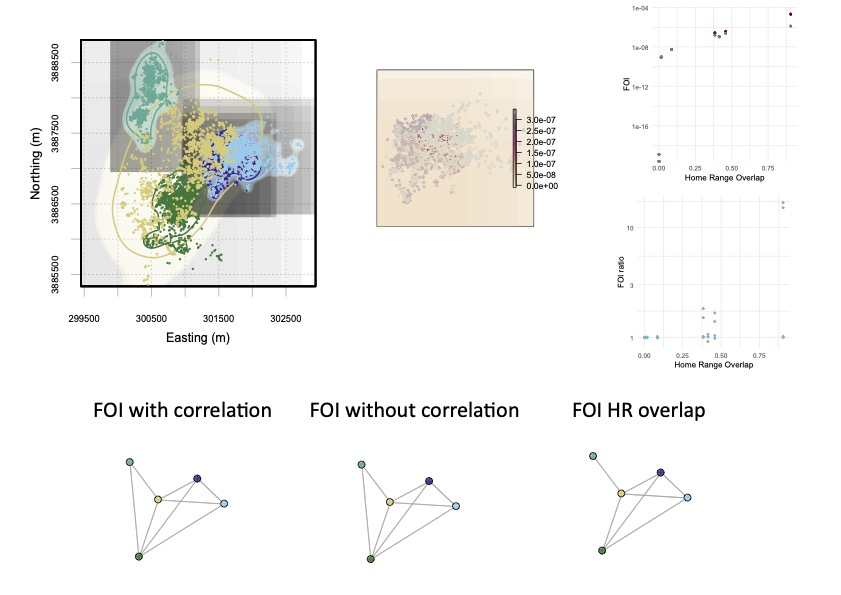 3888500
3887500
3886500
3885500
Northing (m)
299500 300500 301500 302500
Easting (m)
3.0e-07
2.5e-07
2.0e-07
1.5e-07
1.0e-07
5.0e-08
0.0e+00
1e-04
1e-08
1e-12
1e-16
FOI
0.00 0.25 0.50 0.75
Home Range Overlap
10
3
1
FOI ratio
0.00 0.25 0.50 0.75
Home Range Overlap
FOI with correlation
FOI without correlation
FOI HR overlap